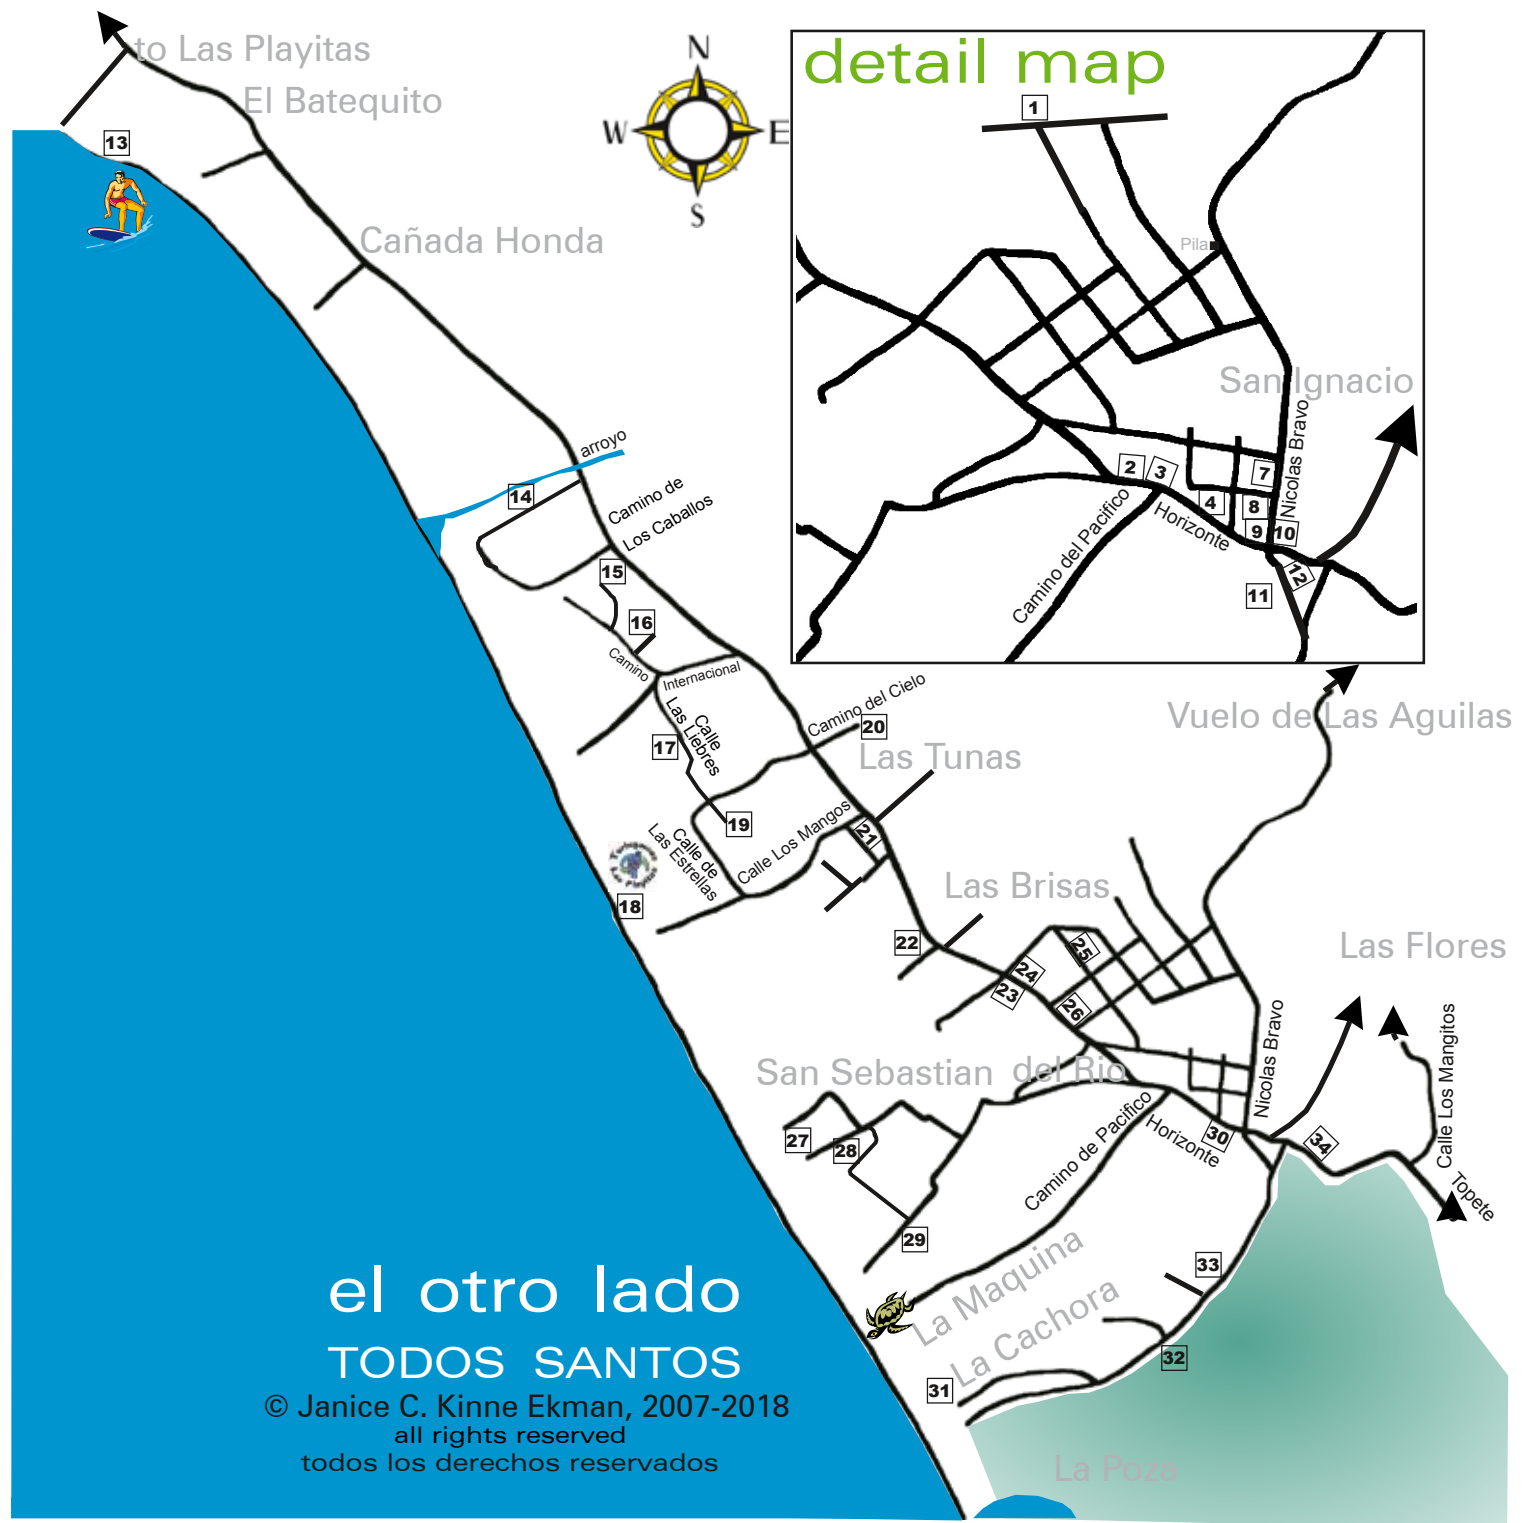 to Las Playitas
El Batequito
13
N
W
E
S
Cañada Honda
detail map
1
Pila
San Ignacio
Nicolas Bravo
2
3
7
4
8
9
10
Horizonte
Camino del Pacifico
12
11
arroyo
14
Camino de
Los Caballos
15
16
Camino
Internacional
Calle
Las Liebres
17
Camino del Cielo
20
Las Tunas
Vuelo de Las Aguilas
19
Calle Los Mangos
21
Calle de
Las Estrellas
Tortugueros
Las Playitas
18
Las Brisas
22
25
24
23
26
Las Flores
Nicolas Bravo
Calle Los Mangitos
San Sebastian
del Rio
Camino de Pacifico
Horizonte
30
34
27
28
Topete
29
La Maquina
33
La Cachora
32
31
el otro lado
TODOS SANTOS
© Janice C. Kinne Ekman, 2007-2018
all rights reserved
todos los derechos reservados
La Poza